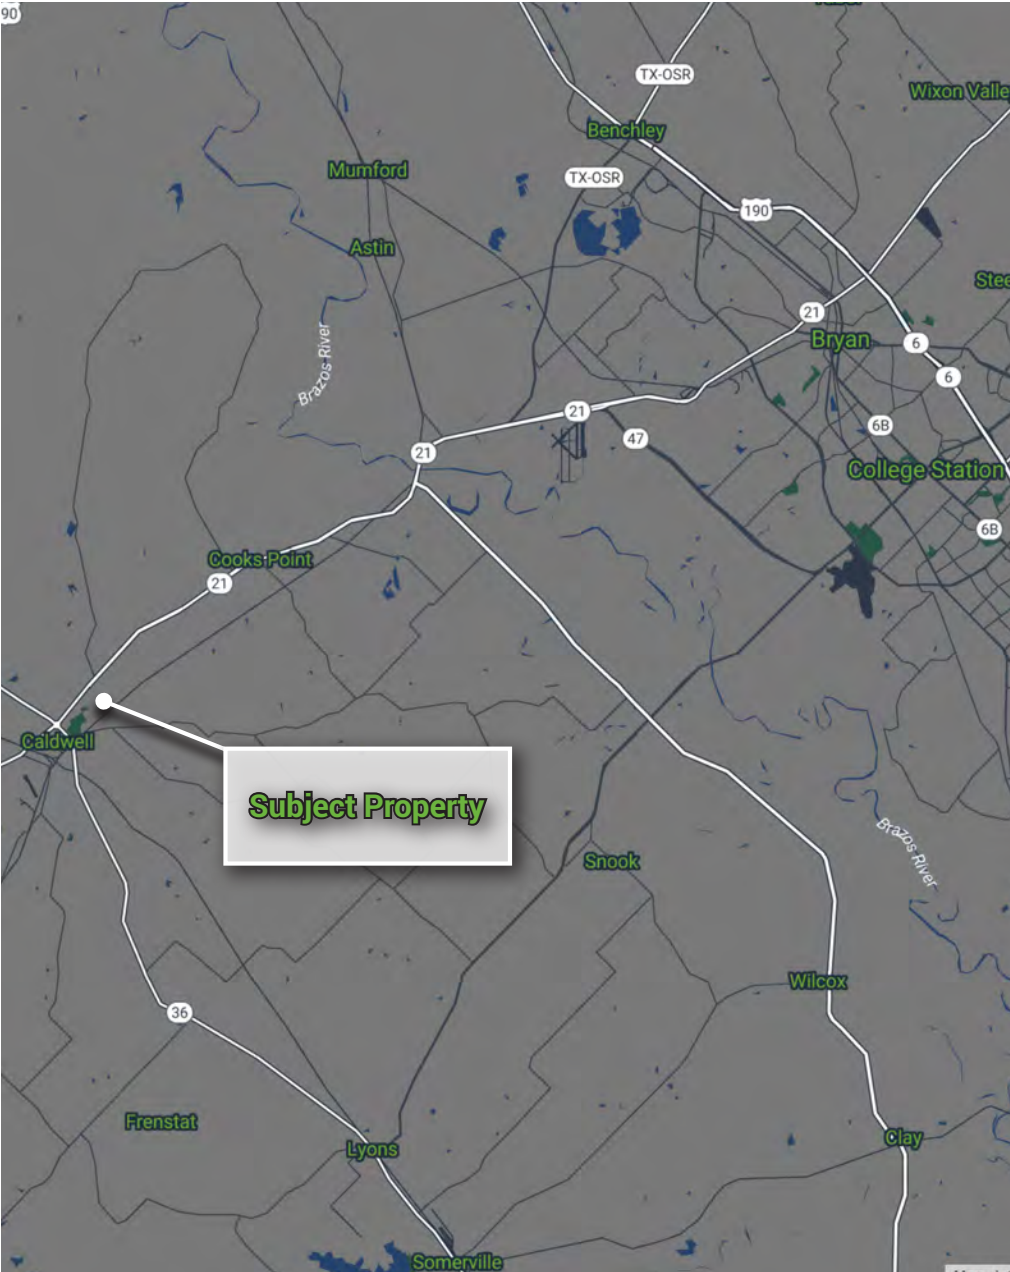 90
TX-OSR
Wixon Valle
Benchley
Mumford
TX-OSR
190
Astin
Stee
21
Bryan
6
Brazos River
6
21
6B
47
21
College Station
6B
Cooks Point
21
Caldwell
Subject Property
Brazos River
Snook
Wilcox
36
Frenstat
Clay
Lyons
Somerville